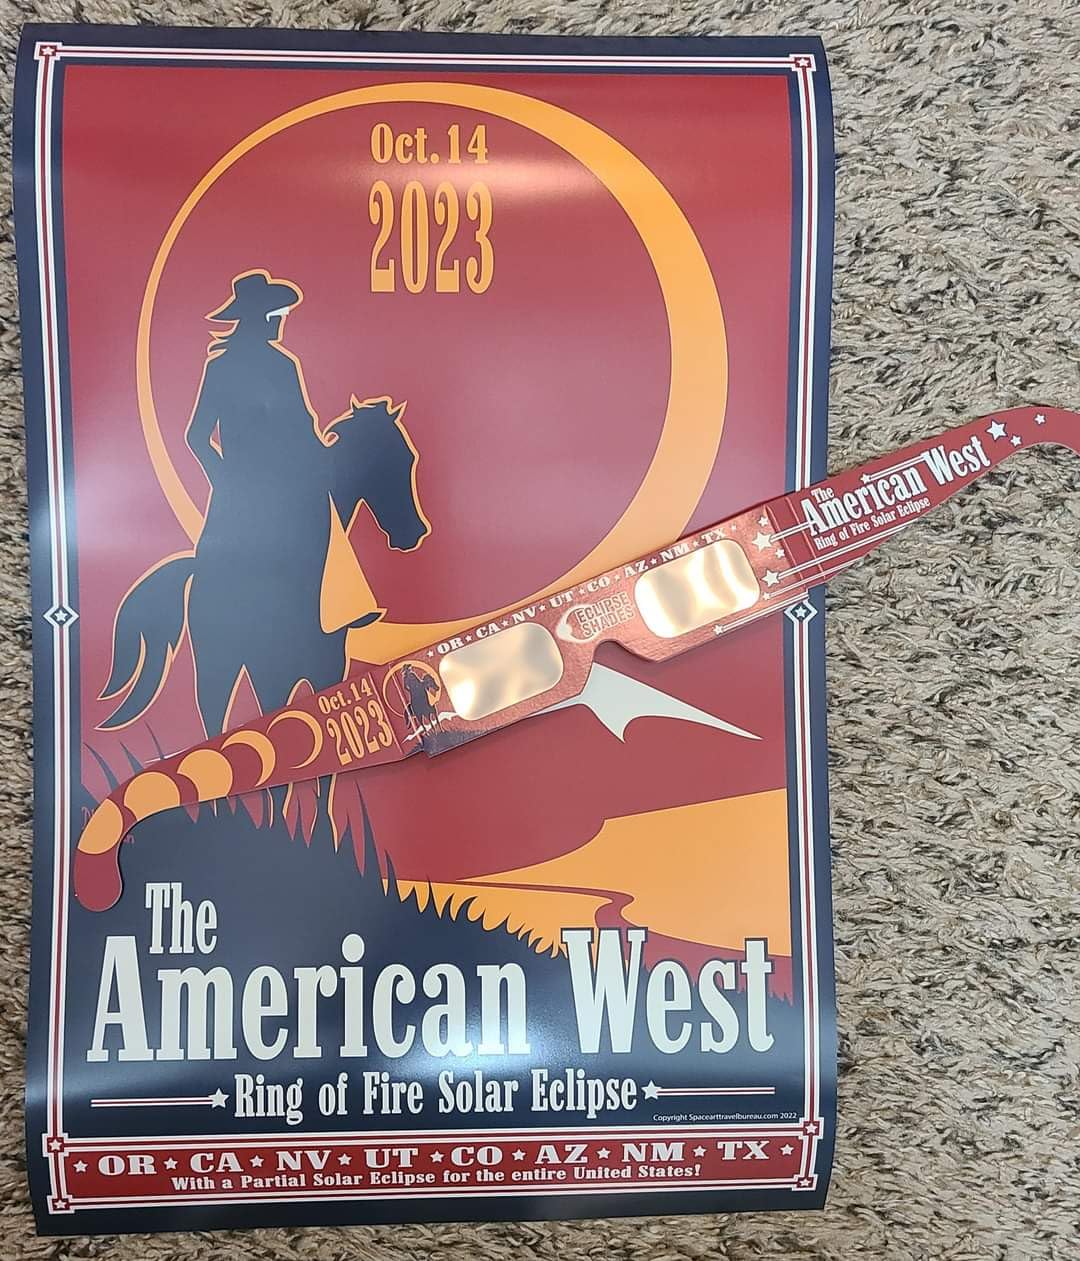 Oct. 14
2023
The
American West
Ring of Fire Solar Eclipse
★ OR ★ CA ★ NV ★ UT ★ CO ★ AZ ★ NM ★ TX ★
ECLIPSE
SHADES
Oct. 14
2023
The
American West
★ Ring of Fire Solar Eclipse ★
Copyright Spacearttravelbureau.com 2022
★ OR ★ CA ★ NV ★ UT ★ CO ★ AZ ★ NM ★ TX ★
With a Partial Solar Eclipse for the entire United States!